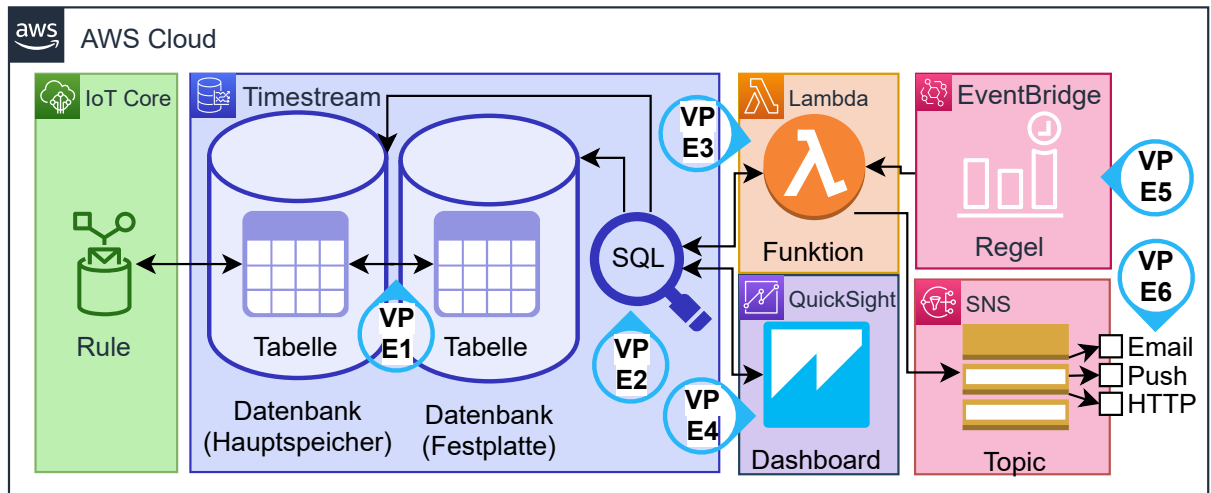 aws
AWS Cloud
IoT Core
Rule
Timestream
Tabelle
Datenbank
(Hauptspeicher)
VP
E1
Tabelle
Datenbank
(Festplatte)
SQL
VP
E2
VP
E3
Lambda
Funktion
VP
E4
QuickSight
Dashboard
EventBridge
Regel
VP
E5
VP
E6
SNS
Email
Push
HTTP
Topic